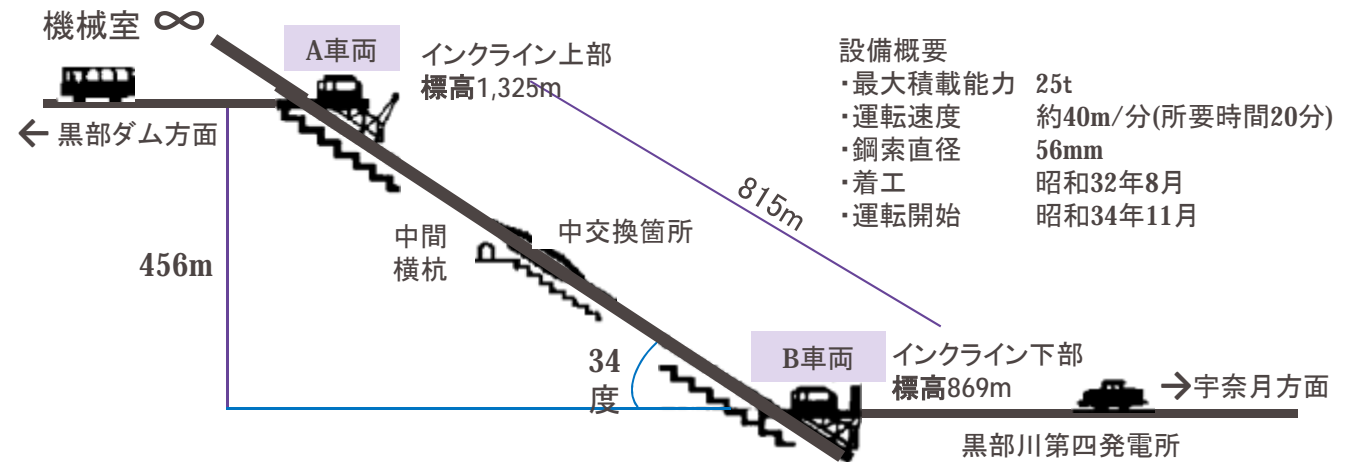 機械室 ∞
A車両
インクライン上部
標高1,325m
← 黒部ダム方面
設備概要
・最大積載能力 25t
・運転速度 約40m/分(所要時間20分)
・鋼索直径 56mm
・着工 昭和32年8月
・運転開始 昭和34年11月
815m
中間
横杭
中交換箇所
456m
34
度
B車両
インクライン下部
標高869m
→宇奈月方面
黒部川第四発電所